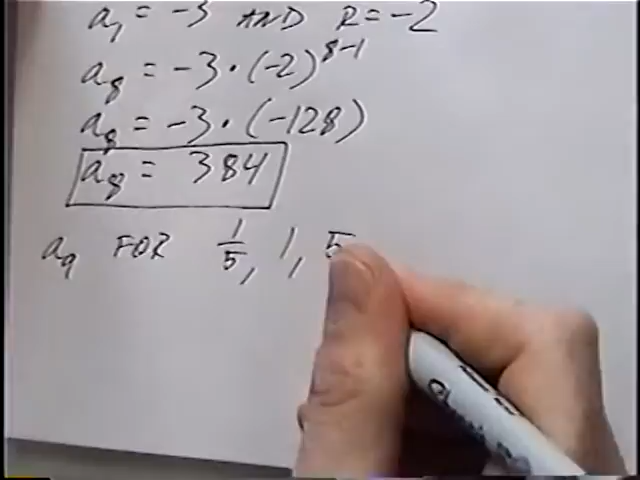 a₁ = -3 AND R = -2
a₈ = -3 · (-2)⁸⁻¹
a₈ = -3 · (-128)
a₈ = 384
a₉ FOR 1/5, 1, 5